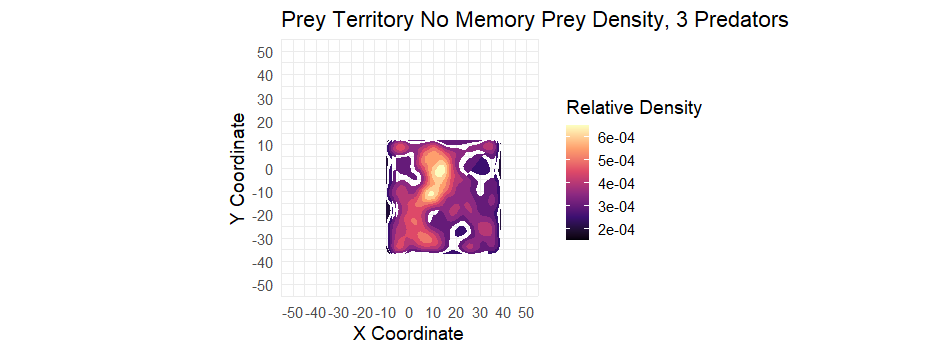 Prey Territory No Memory Prey Density, 3 Predators
50
40
30
20
10
0
-10
-20
-30
-40
-50
Y Coordinate
-50 -40 -30 -20 -10 0 10 20 30 40 50
X Coordinate
Relative Density
6e-04
5e-04
4e-04
3e-04
2e-04